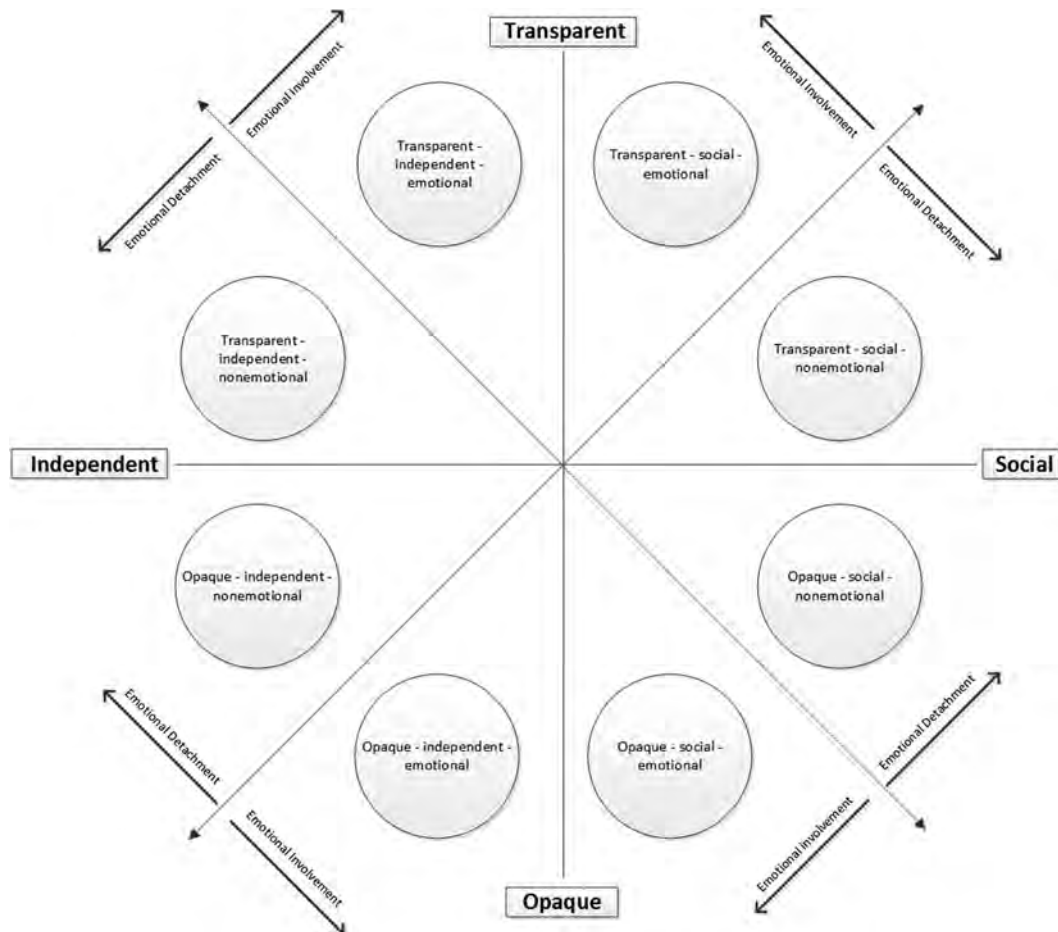 Transparent
Emotional Involvement
Emotional Detachment
Emotional Involvement
Emotional Detachment
Transparent -
independent -
emotional
Transparent - social -
emotional
Transparent -
independent -
nonemotional
Transparent - social -
nonemotional
Independent
Social
Opaque - independent -
nonemotional
Opaque - social -
nonemotional
Emotional Detachment
Emotional Involvement
Opaque - independent -
emotional
Opaque - social -
emotional
Emotional Detachment
Emotional involvement
Opaque